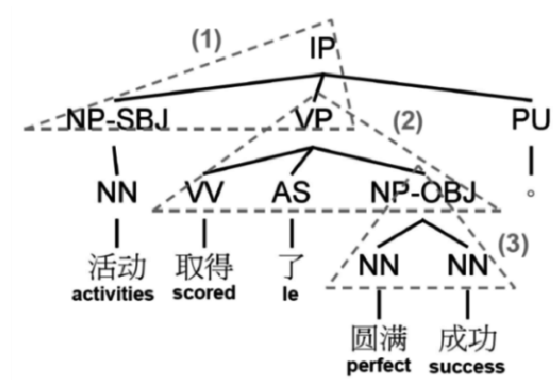 (1)
IP
NP-SBJ VP (2) PU
NN VV AS NP-OBJ 。
(3)
活动 取得 了 NN NN
activities scored le
圆满 成功
perfect success